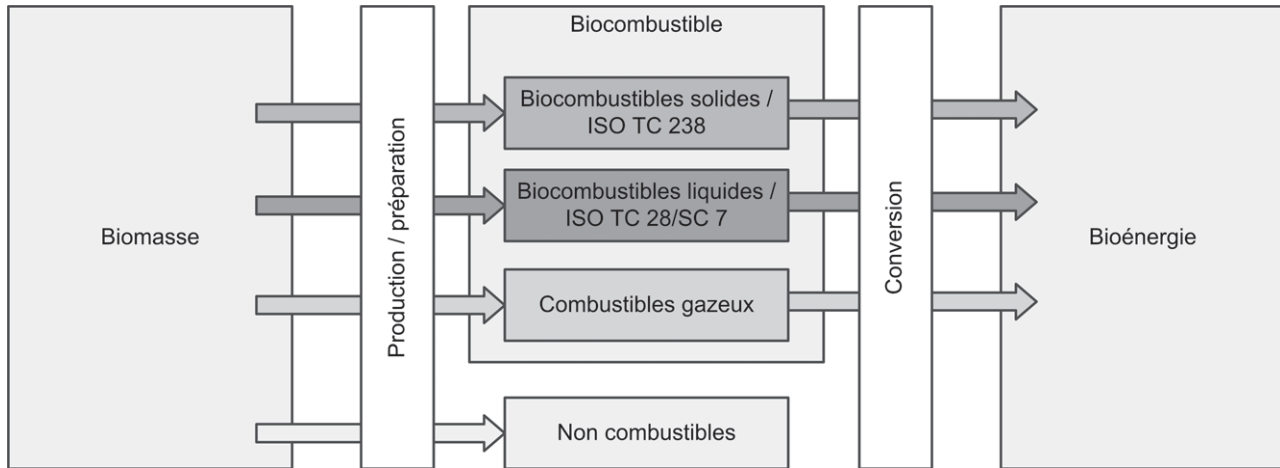 Biomasse
Production / préparation
Biocombustible
Biocombustibles solides /
ISO TC 238
Biocombustibles liquides /
ISO TC 28/SC 7
Combustibles gazeux
Non combustibles
Conversion
Bioénergie